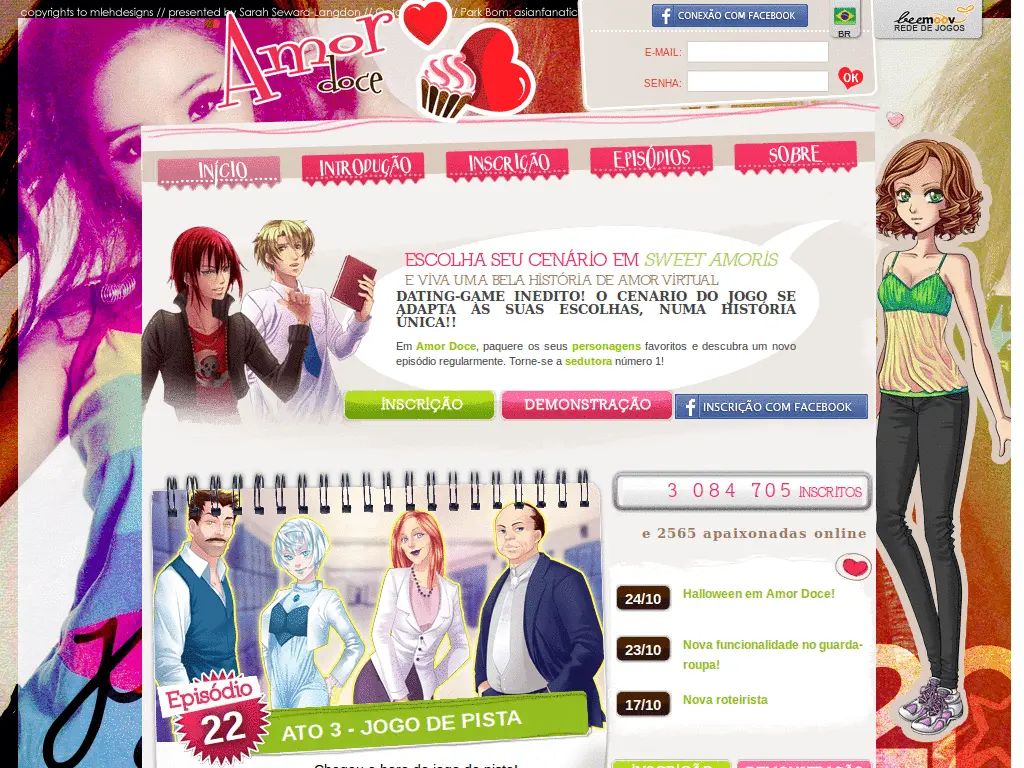 copyrights to mlehdesigns // presented by Sarah Seward-Langdon // // Park Bom: asianfanatic
Amor
doce
CONEXÃO COM FACEBOOK
BR
beemoov
REDE DE JOGOS
E-MAIL:
SENHA:
OK
INÍCIO
INTRODUÇÃO
INSCRIÇÃO
EPISÓDIOS
SOBRE
ESCOLHA SEU CENÁRIO EM SWEET AMORIS
E VIVA UMA BELA HISTÓRIA DE AMOR VIRTUAL
DATING-GAME INEDITO! O CENARIO DO JOGO SE
ADAPTA ÀS SUAS ESCOLHAS, NUMA HISTÓRIA
ÚNICA!!
Em Amor Doce, paquere os seus personagens favoritos e descubra um novo
episódio regularmente. Torne-se a sedutora número 1!
INSCRIÇÃO
DEMONSTRAÇÃO
INSCRIÇÃO COM FACEBOOK
3 084 705 INSCRITOS
e 2565 apaixonadas online
24/10 Halloween em Amor Doce!
23/10 Nova funcionalidade no guarda-
roupa!
17/10 Nova roteirista
Episódio
22
ATO 3 - JOGO DE PISTA
Chegou a hora do jogo de pista!
INSCRIÇÃO
DEMONSTRAÇÃO